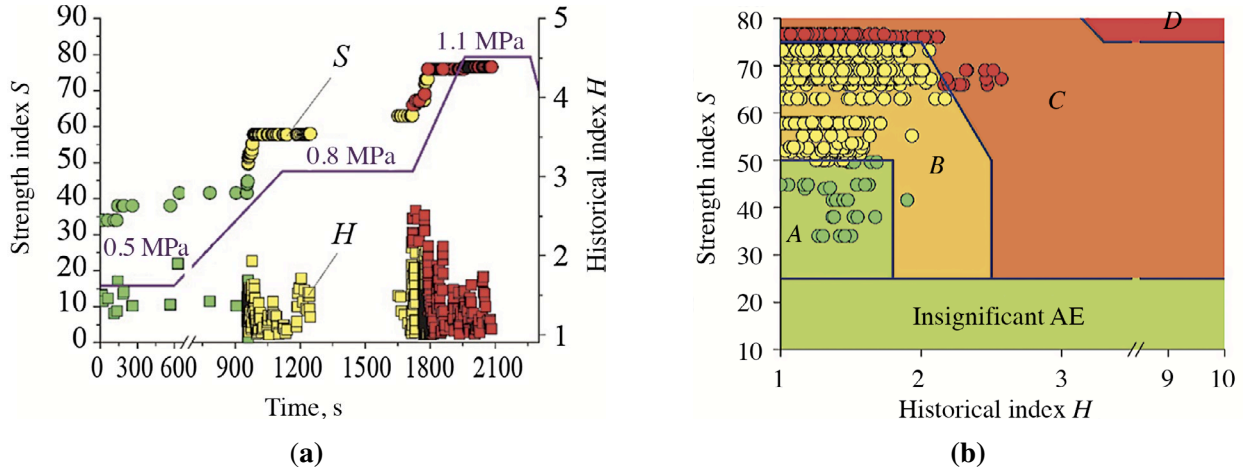 90
80
70
60
50
40
30
20
10
0
Strength index S
0 300 600 900 1200 1500 1800 2100
Time, s
5
4
3
2
1
Historical index H
0.5 MPa
0.8 MPa
1.1 MPa
S
H
(a)
80
70
60
50
40
30
20
10
Strength index S
1 2 3 9 10
Historical index H
A
B
C
D
Insignificant AE
(b)